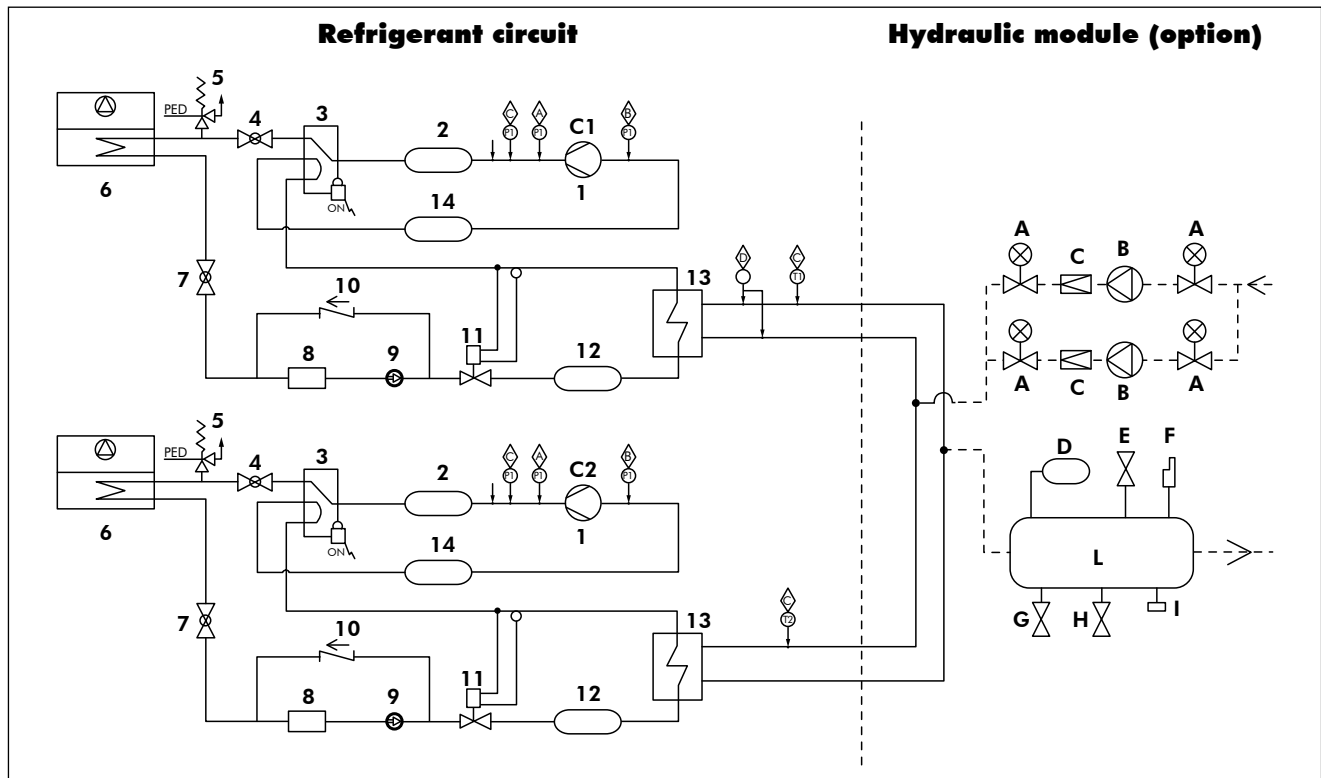 Refrigerant circuit Hydraulic module (option)
5
PED
4
3
2
C A B
P1 P1 P1
C1
1
6
ON
14
7
10
11
8
9
12
13
D C
T1
A A
C B
A C B A
5
PED
4
3
2
C A B
P1 P1 P1
C2
1
6
ON
14
7
10
11
8
9
12
13
C
T2
D E F
L
G H I